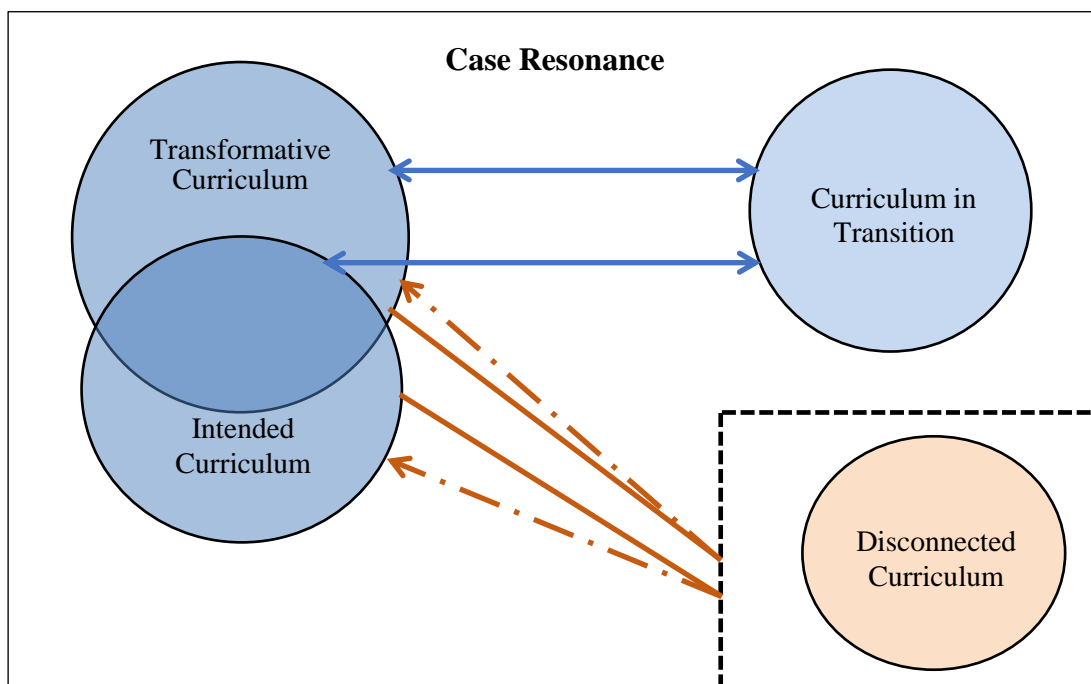 Case Resonance
Transformative
Curriculum
Curriculum in
Transition
Intended
Curriculum
Disconnected
Curriculum